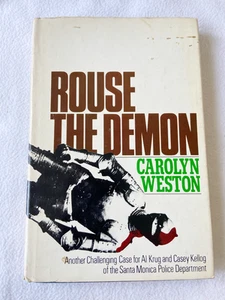 ROUSE
THE DEMON
CAROLYN
WESTON
Another Challenging Case for Al Krug and Casey Kellog
of the Santa Monica Police Department